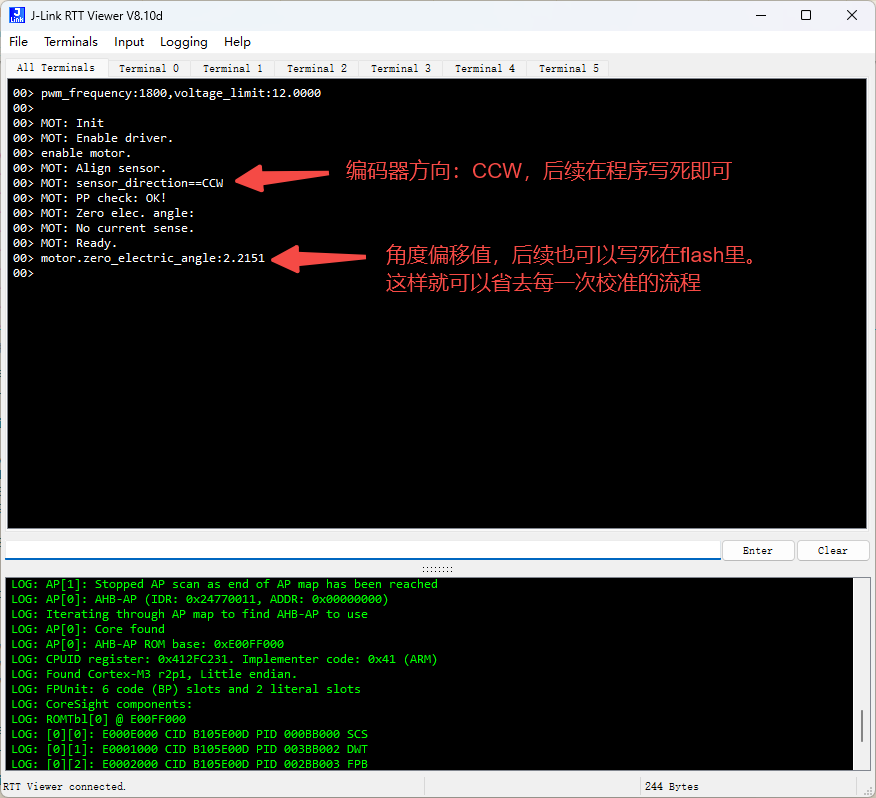 J-Link RTT Viewer V8.10d
File Terminals Input Logging Help
All Terminals Terminal 0 Terminal 1 Terminal 2 Terminal 3 Terminal 4 Terminal 5
00> pwm_frequency:1800,voltage_limit:12.0000
00>
00> MOT: Init
00> MOT: Enable driver.
00> enable motor.
00> MOT: Align sensor.
00> MOT: sensor_direction==CCW
编码器方向：CCW，后续在程序写死即可
00> MOT: PP check: OK!
00> MOT: Zero elec. angle:
00> MOT: No current sense.
00> MOT: Ready.
00> motor.zero_electric_angle:2.2151
00>
角度偏移值，后续也可以写死在flash里。
这样就可以省去每一次校准的流程
Enter Clear
LOG: AP[1]: Stopped AP scan as end of AP map has been reached
LOG: AP[0]: AHB-AP (IDR: 0x24770011, ADDR: 0x00000000)
LOG: Iterating through AP map to find AHB-AP to use
LOG: AP[0]: Core found
LOG: AP[0]: AHB-AP ROM base: 0xE00FF000
LOG: CPUID register: 0x412FC231. Implementer code: 0x41 (ARM)
LOG: Found Cortex-M3 r2p1, Little endian.
LOG: FPUnit: 6 code (BP) slots and 2 literal slots
LOG: CoreSight components:
LOG: ROMTbl[0] @ E00FF000
LOG: [0][0]: E000E000 CID B105E00D PID 000BB000 SCS
LOG: [0][1]: E0001000 CID B105E00D PID 003BB002 DWT
LOG: [0][2]: E0002000 CID B105E00D PID 002BB003 FPB
RTT Viewer connected.
244 Bytes